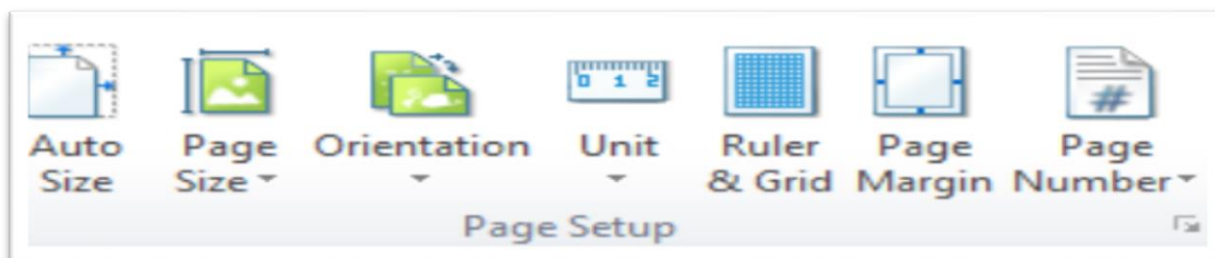 0 1 2
Auto Size
Page Size
Orientation
Unit
Ruler & Grid
Page Margin
Page Number
Page Setup